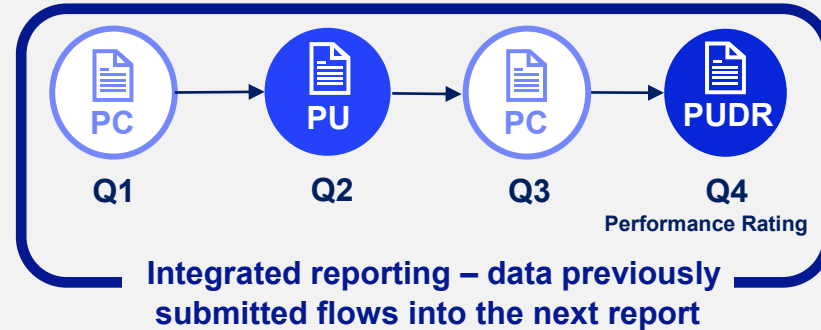 PC
PU
PC
PUDR
Q1
Q2
Q3
Q4
Performance Rating
Integrated reporting – data previously
submitted flows into the next report